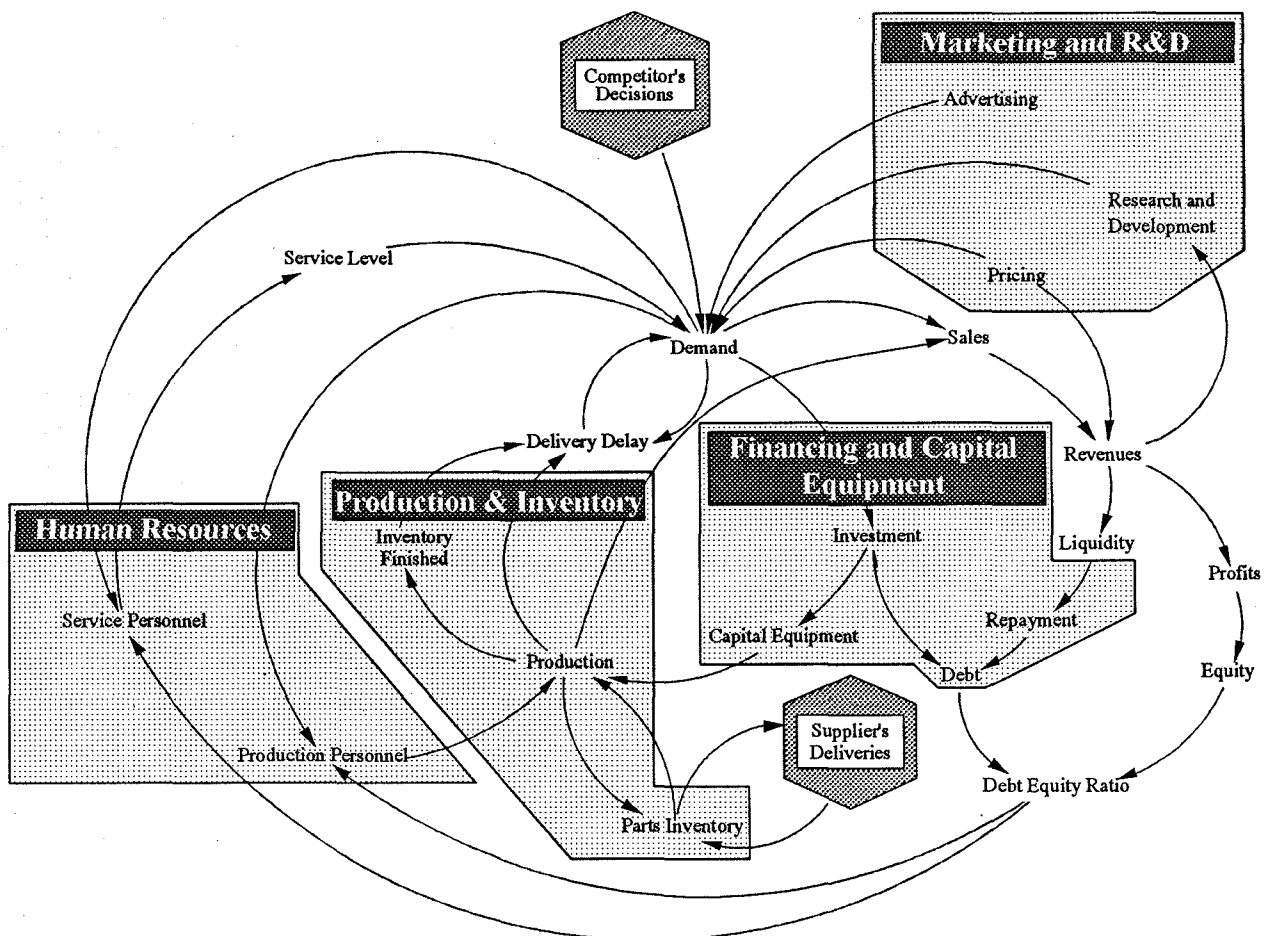 Marketing and R&D
Competitor's
Decisions
Advertising
Research and
Development
Service Level
Pricing
Demand
Sales
Delivery Delay
Financing and Capital
Equipment
Revenues
Production & Inventory
Human Resources
Inventory
Finished
Investment
Liquidity
Profits
Service Personnel
Repayment
Capital Equipment
Production
Debt
Equity
Supplier's
Deliveries
Production Personnel
Debt Equity Ratio
Parts Inventory